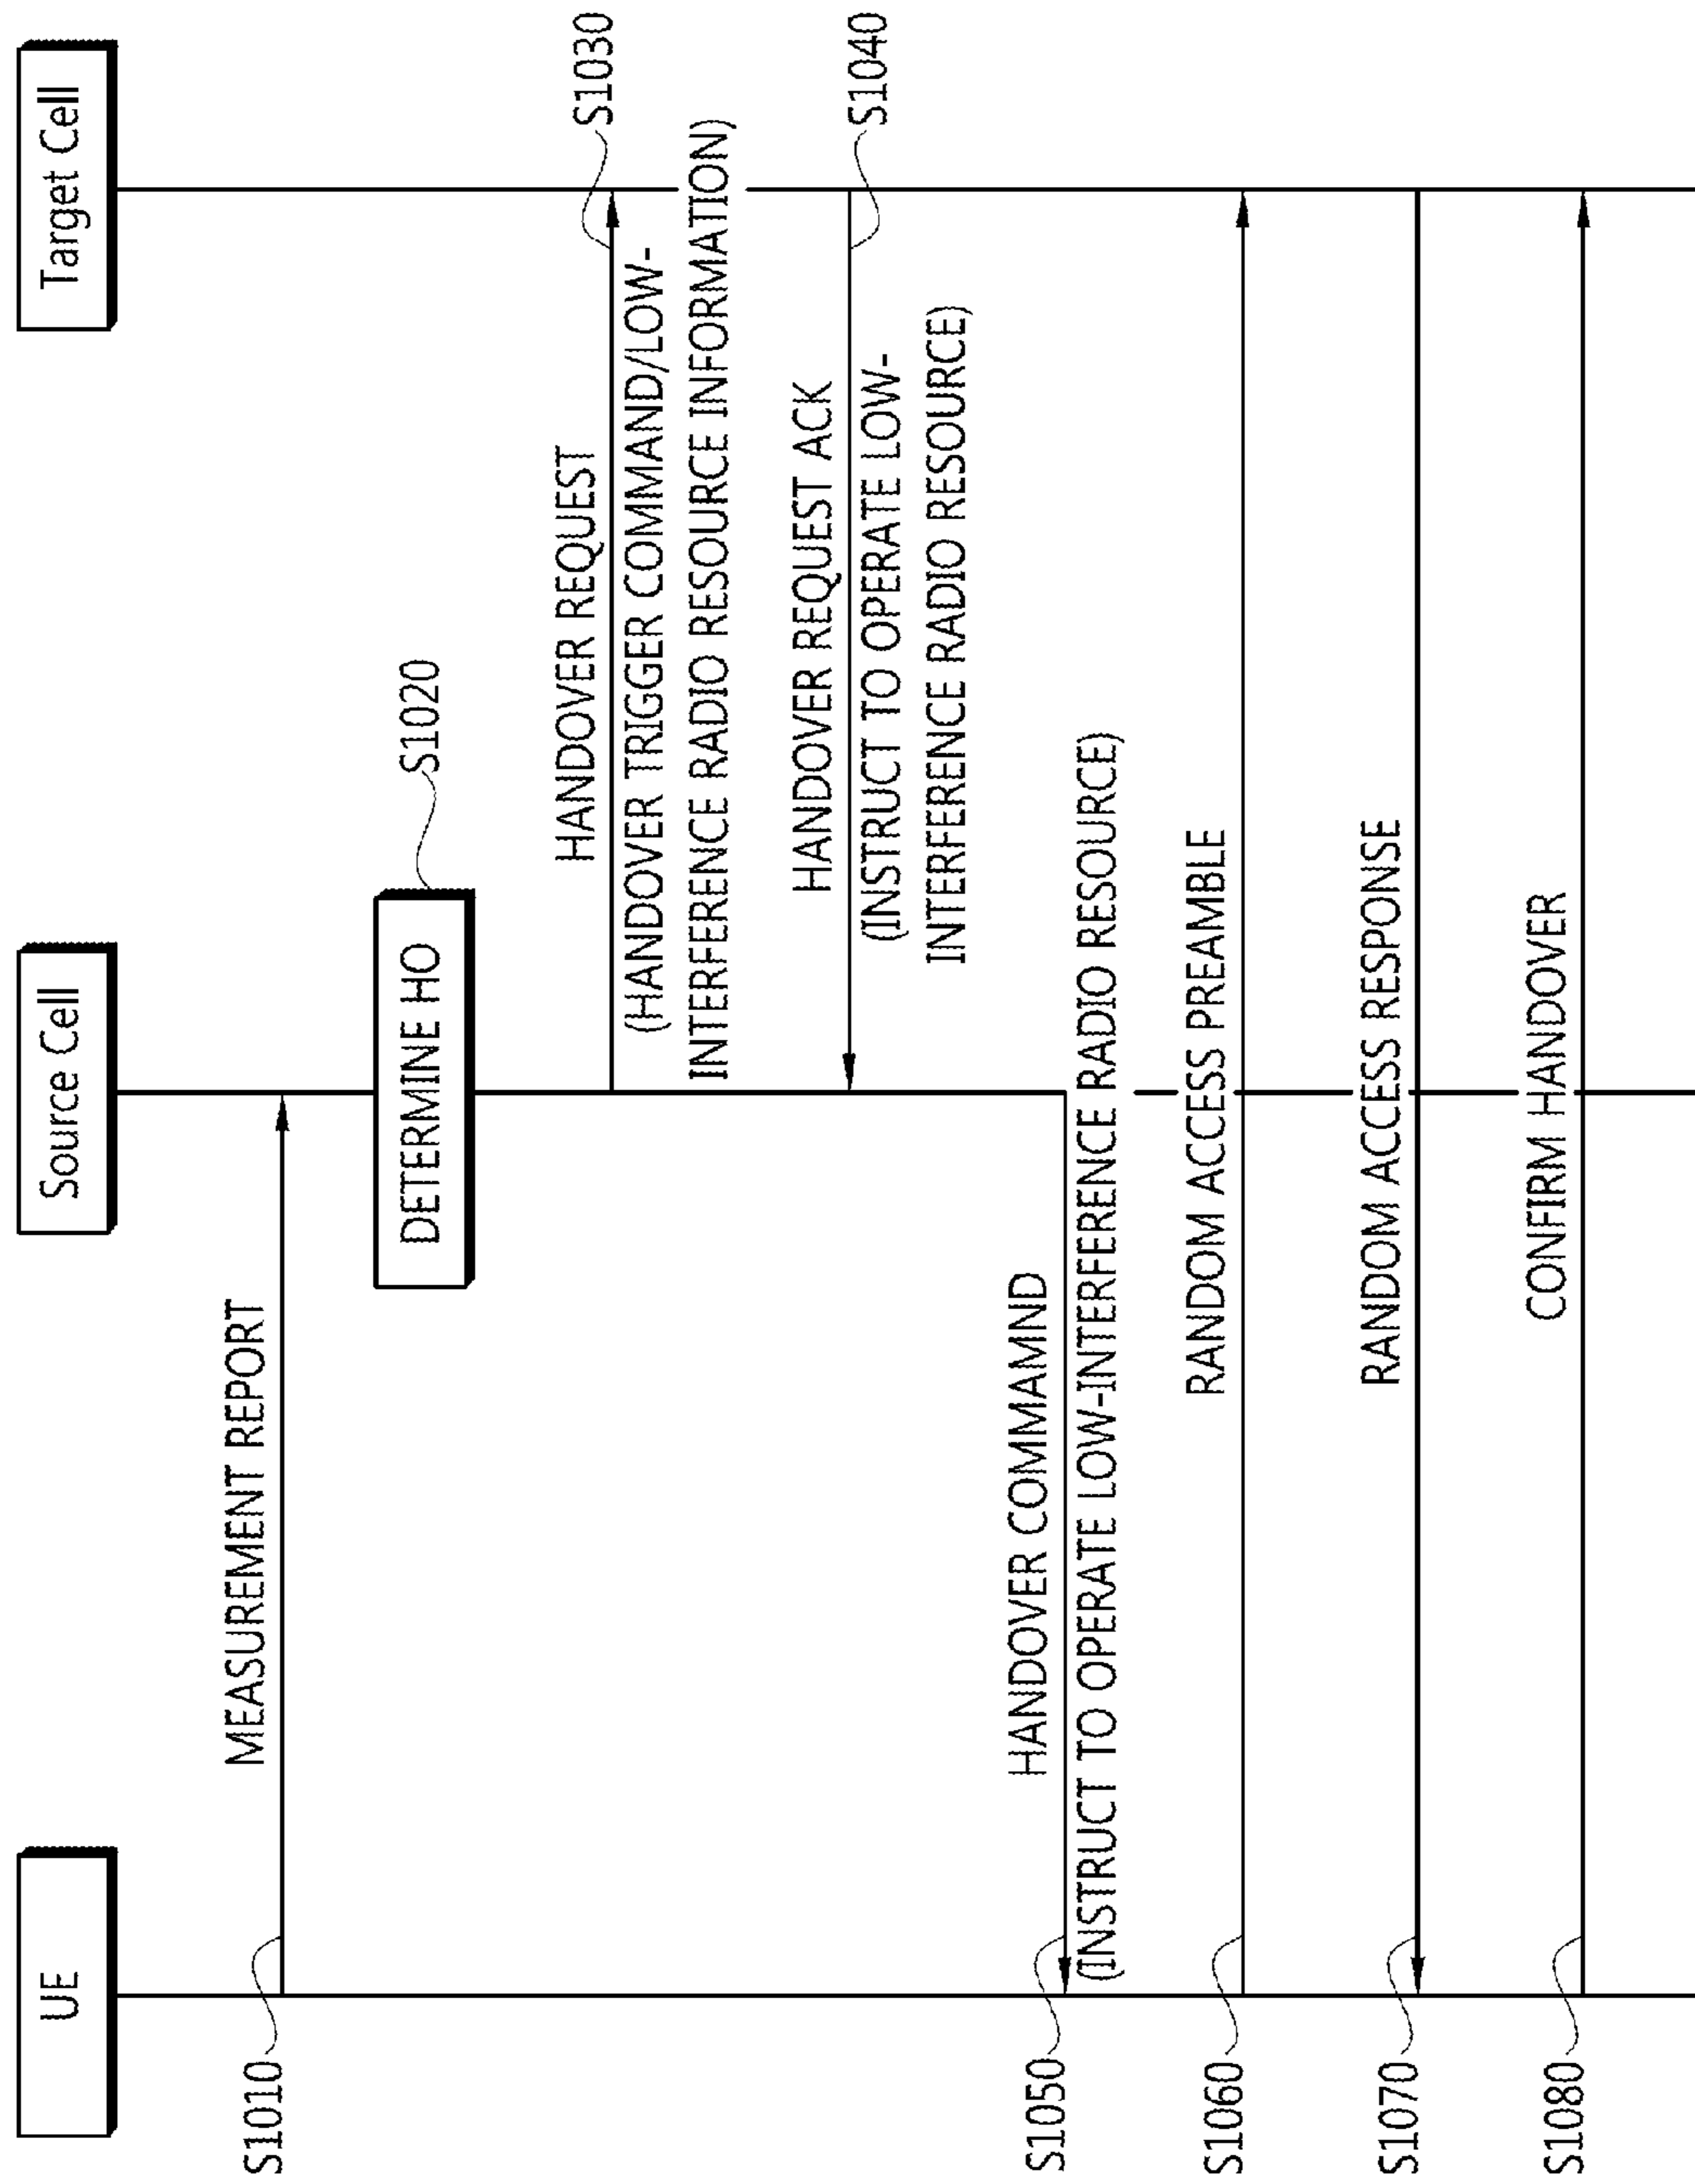 UE
Source Cell
Target Cell
S1010
MEASUREMENT REPORT
DETERMINE HO
S1020
HANDOVER REQUEST
S1030
(HANDOVER TRIGGER COMMAND/LOW-
INTERFERENCE RADIO RESOURCE INFORMATION)
HANDOVER REQUEST ACK
S1040
(INSTRUCT TO OPERATE LOW-
INTERFERENCE RADIO RESOURCE)
S1050
HANDOVER COMMAMND
(INSTRUCT TO OPERATE LOW-INTERFERENCE RADIO RESOURCE)
S1060
RANDOM ACCESS PREAMBLE
S1070
RANDOM ACCESS RESPONSE
S1080
CONFIRM HANDOVER